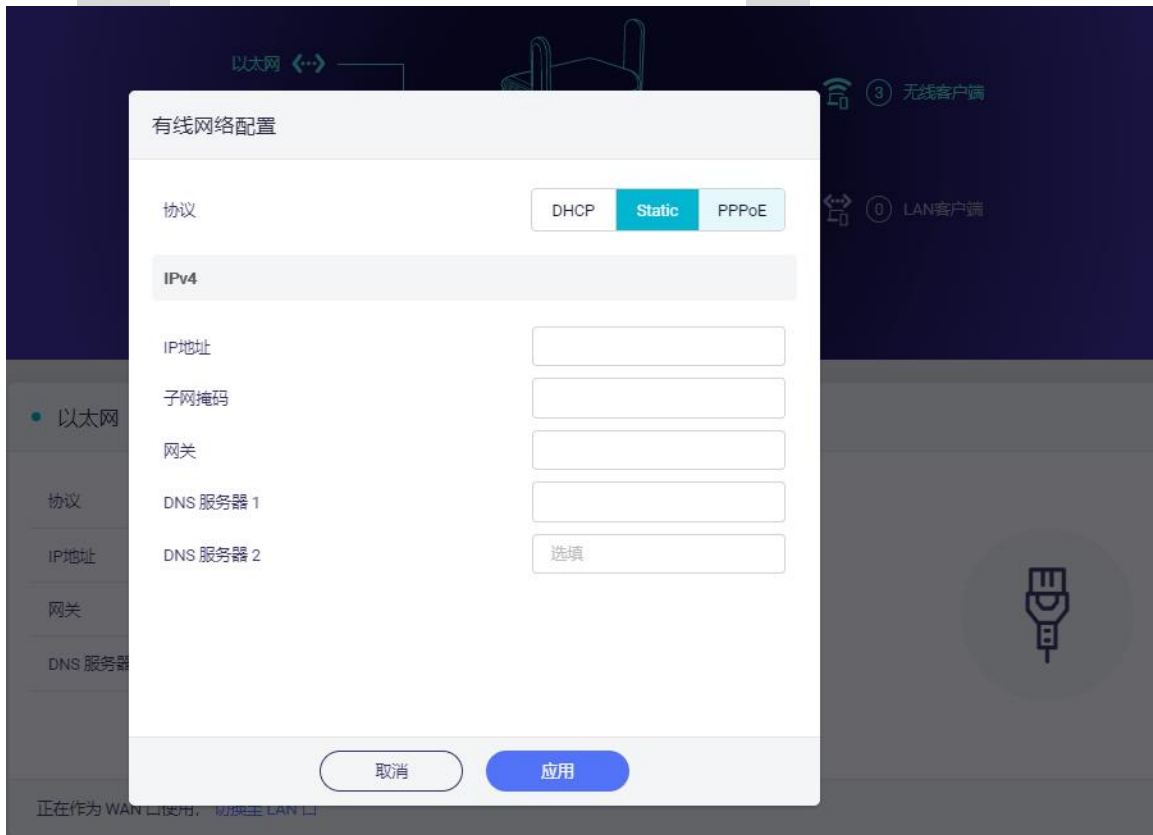 以太网
3 无线客户端
有线网络配置
协议
DHCP Static PPPoE
0 LAN客户端
IPv4
IP地址
子网掩码
以太网
网关
协议
DNS 服务器 1
IP地址
DNS 服务器 2
选填
网关
DNS 服务器
取消
应用
正在作为 WAN 口使用, 切换至 LAN 口